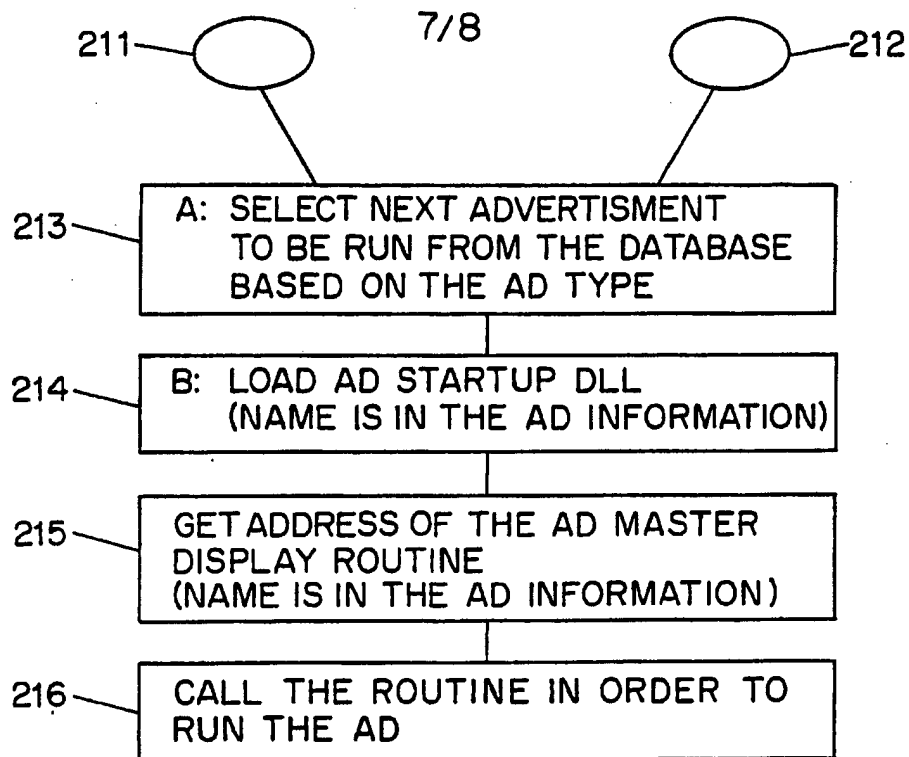 7/8
211
212
213
A: SELECT NEXT ADVERTISMENT
TO BE RUN FROM THE DATABASE
BASED ON THE AD TYPE
214
B: LOAD AD STARTUP DLL
(NAME IS IN THE AD INFORMATION)
215
GET ADDRESS OF THE AD MASTER
DISPLAY ROUTINE
(NAME IS IN THE AD INFORMATION)
216
CALL THE ROUTINE IN ORDER TO
RUN THE AD